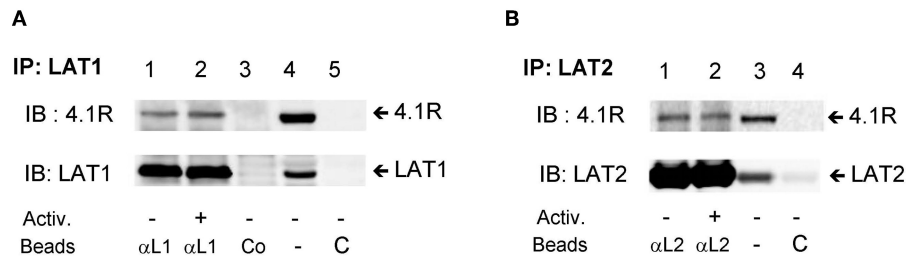 A
IP: LAT1 1 2 3 4 5
IB : 4.1R ← 4.1R
IB: LAT1 ← LAT1
Activ. - + - - -
Beads αL1 αL1 Co - C
B
IP: LAT2 1 2 3 4
IB : 4.1R ← 4.1R
IB: LAT2 ← LAT2
Activ. - + - -
Beads αL2 αL2 - C